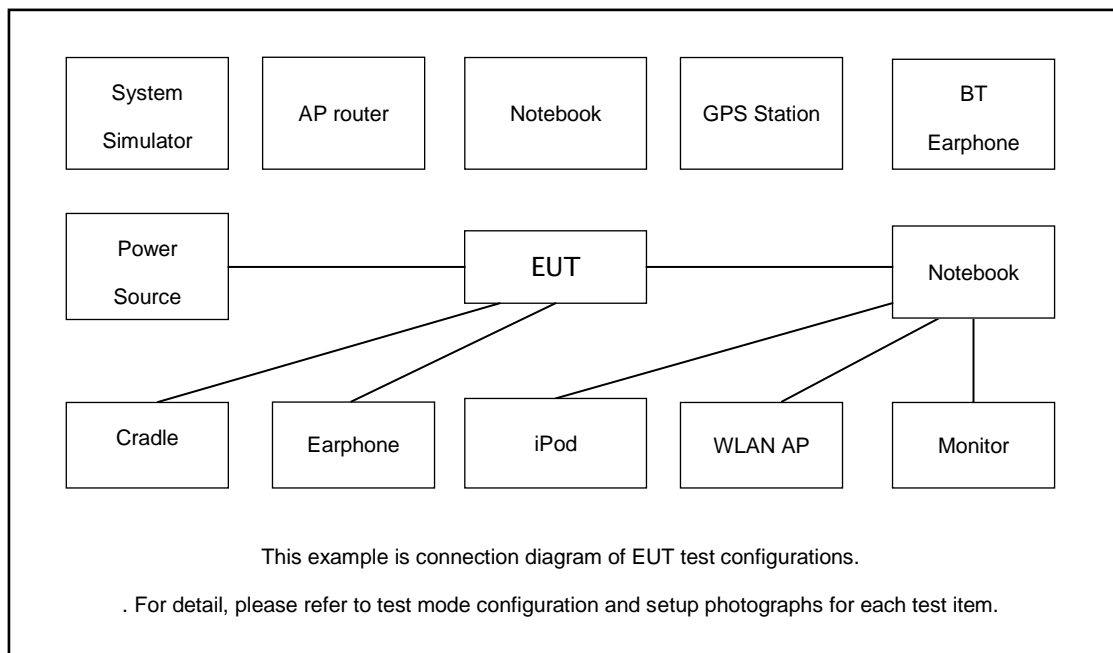 System
Simulator
AP router
Notebook
GPS Station
BT
Earphone
Power
Source
EUT
Notebook
Cradle
Earphone
iPod
WLAN AP
Monitor
This example is connection diagram of EUT test configurations.
. For detail, please refer to test mode configuration and setup photographs for each test item.